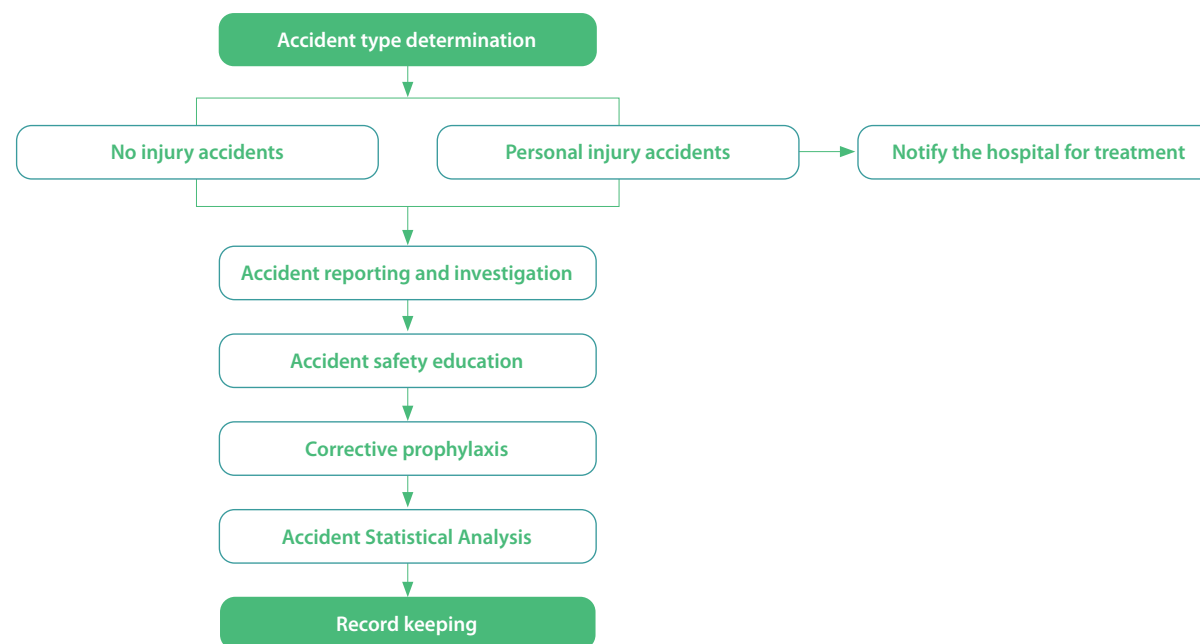 Accident type determination
No injury accidents
Personal injury accidents
Notify the hospital for treatment
Accident reporting and investigation
Accident safety education
Corrective prophylaxis
Accident Statistical Analysis
Record keeping